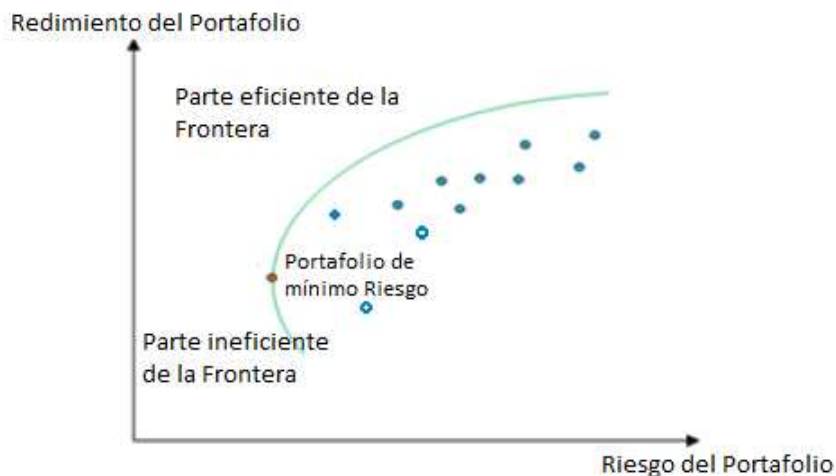 Redimiento del Portafolio
Parte eficiente de la
Frontera
Portafolio de
mínimo Riesgo
Parte ineficiente
de la Frontera
Riesgo del Portafolio